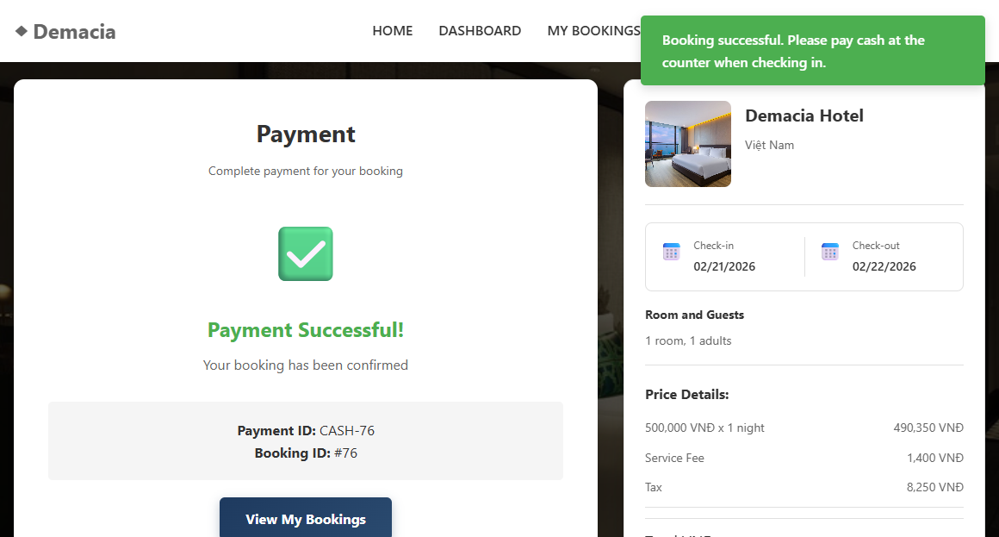 Demacia
HOME DASHBOARD MY BOOKINGS
Booking successful. Please pay cash at the
counter when checking in.
Payment
Complete payment for your booking
Payment Successful!
Your booking has been confirmed
Payment ID: CASH-76
Booking ID: #76
View My Bookings
Demacia Hotel
Việt Nam
Check-in
02/21/2026
Check-out
02/22/2026
Room and Guests
1 room, 1 adults
Price Details:
500,000 VNĐ x 1 night 490,350 VNĐ
Service Fee 1,400 VNĐ
Tax 8,250 VNĐ